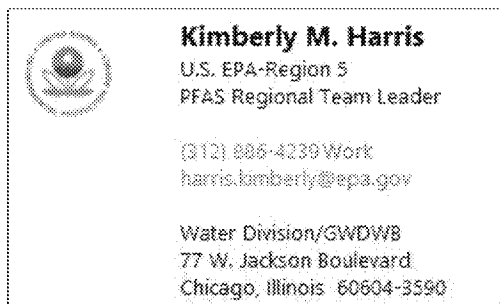 Kimberly M. Harris
U.S. EPA-Region 5
PFAS Regional Team Leader
(312) 886-4239 Work
harris.kimberly@epa.gov
Water Division/GWDWB
77 W. Jackson Boulevard
Chicago, Illinois 60604-3590